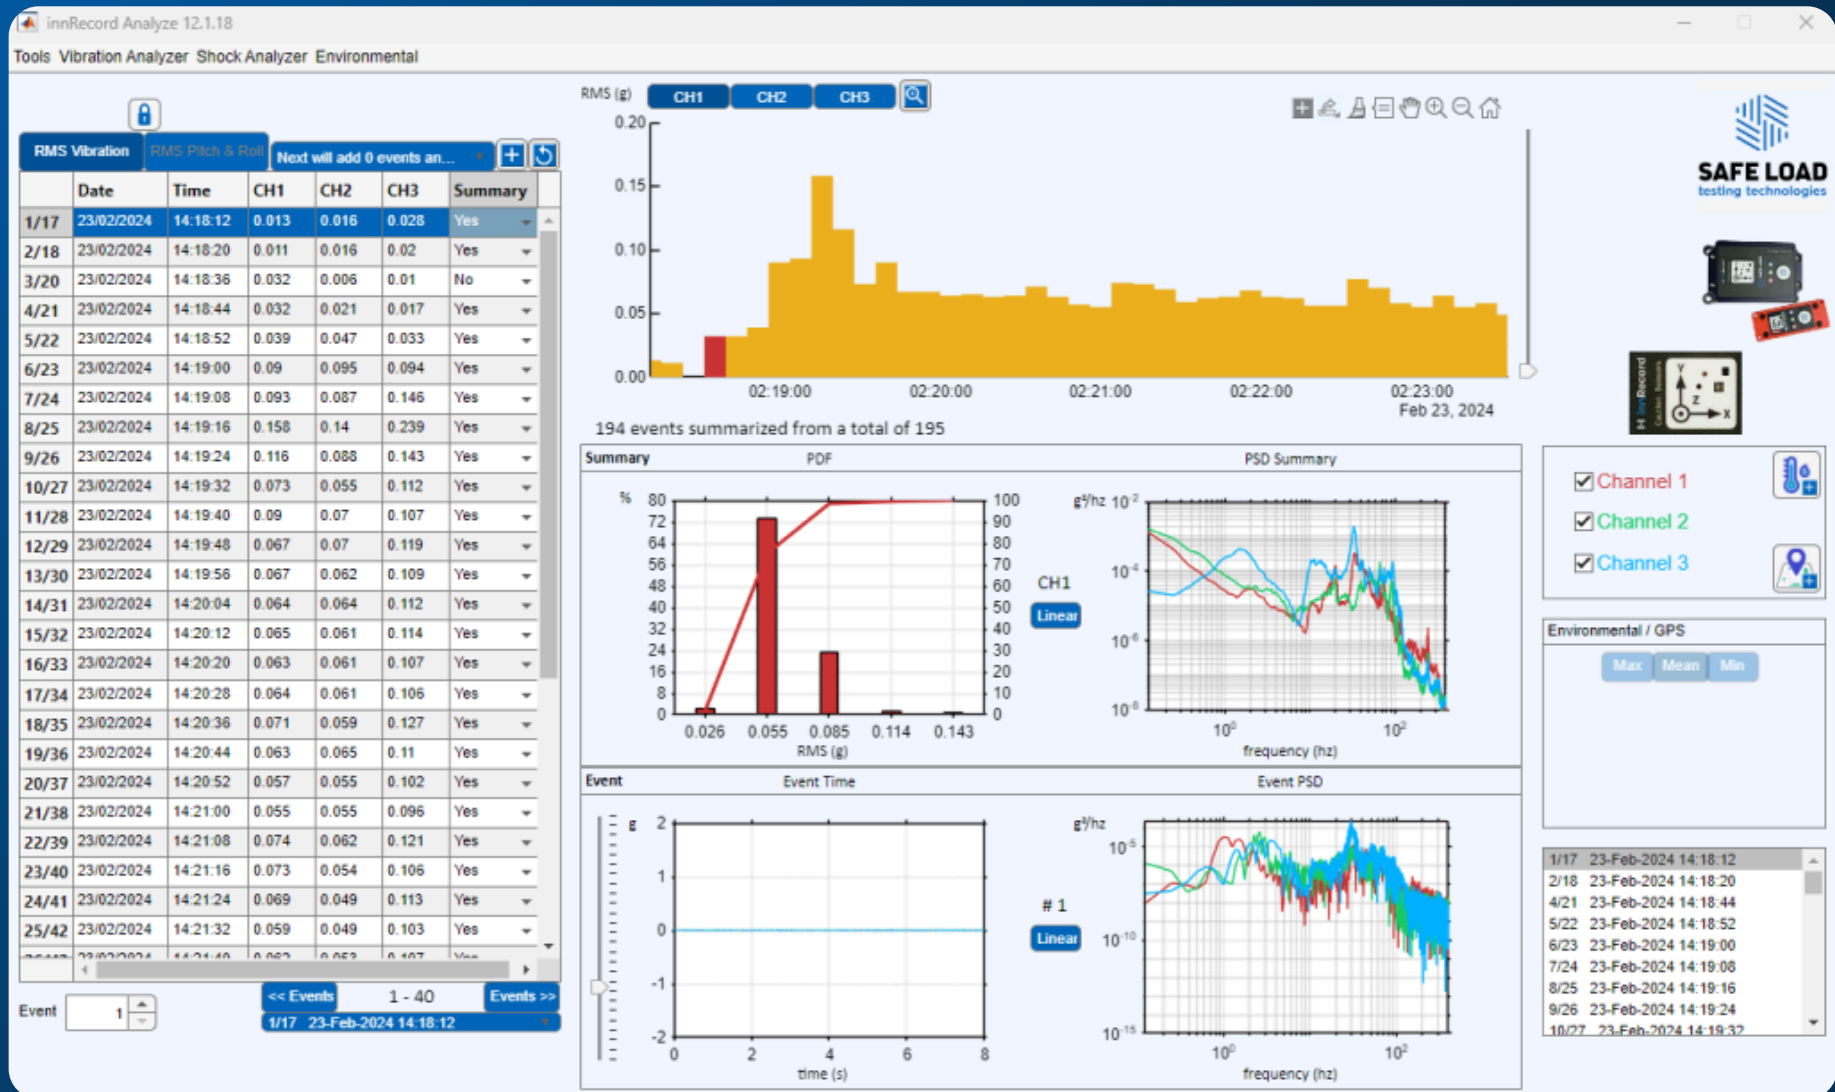 innRecord Analyze 12.1.18
Tools Vibration Analyzer Shock Analyzer Environmental
RMS Vibration RMS Pitch & Roll Next will add 0 events an...
Date Time CH1 CH2 CH3 Summary
1/17 23/02/2024 14:18:12 0.013 0.016 0.028 Yes
2/18 23/02/2024 14:18:20 0.011 0.016 0.02 Yes
3/20 23/02/2024 14:18:36 0.032 0.006 0.01 No
4/21 23/02/2024 14:18:44 0.032 0.021 0.017 Yes
5/22 23/02/2024 14:18:52 0.039 0.047 0.033 Yes
6/23 23/02/2024 14:19:00 0.09 0.095 0.094 Yes
7/24 23/02/2024 14:19:08 0.093 0.087 0.146 Yes
8/25 23/02/2024 14:19:16 0.158 0.14 0.239 Yes
9/26 23/02/2024 14:19:24 0.116 0.088 0.143 Yes
10/27 23/02/2024 14:19:32 0.073 0.055 0.112 Yes
11/28 23/02/2024 14:19:40 0.09 0.07 0.107 Yes
12/29 23/02/2024 14:19:48 0.067 0.07 0.119 Yes
13/30 23/02/2024 14:19:56 0.067 0.062 0.109 Yes
14/31 23/02/2024 14:20:04 0.064 0.064 0.112 Yes
15/32 23/02/2024 14:20:12 0.065 0.061 0.114 Yes
16/33 23/02/2024 14:20:20 0.063 0.061 0.107 Yes
17/34 23/02/2024 14:20:28 0.064 0.061 0.106 Yes
18/35 23/02/2024 14:20:36 0.071 0.059 0.127 Yes
19/36 23/02/2024 14:20:44 0.063 0.065 0.11 Yes
20/37 23/02/2024 14:20:52 0.057 0.055 0.102 Yes
21/38 23/02/2024 14:21:00 0.055 0.055 0.096 Yes
22/39 23/02/2024 14:21:08 0.074 0.062 0.121 Yes
23/40 23/02/2024 14:21:16 0.073 0.054 0.106 Yes
24/41 23/02/2024 14:21:24 0.069 0.049 0.113 Yes
25/42 23/02/2024 14:21:32 0.059 0.049 0.103 Yes
Event 1
<< Events 1 - 40 Events >>
1/17 23-Feb-2024 14:18:12
RMS (g) CH1 CH2 CH3
0.20
0.15
0.10
0.05
0.00
02:19:00 02:20:00 02:21:00 02:22:00 02:23:00
Feb 23, 2024
194 events summarized from a total of 195
Summary PDF PSD Summary
%
80 72 64 56 48 40 32 24 16 8 0
100 90 80 70 60 50 40 30 20 10 0
0.026 0.055 0.085 0.114 0.143
RMS (g)
CH1
Linear
g²/hz
10-2
10-4
10-6
10-8
10⁰ 10²
frequency (hz)
Event Event Time Event PSD
g
2
1
0
-1
-2
0 2 4 6 8
time (s)
# 1
Linear
g²/hz
10-5
10-10
10-15
10⁰ 10²
frequency (hz)
SAFE LOAD
testing technologies
innRecord
Y
Z
X
Channel 1
Channel 2
Channel 3
Environmental / GPS
Max Mean Min
1/17 23-Feb-2024 14:18:12
2/18 23-Feb-2024 14:18:20
4/21 23-Feb-2024 14:18:44
5/22 23-Feb-2024 14:18:52
6/23 23-Feb-2024 14:19:00
7/24 23-Feb-2024 14:19:08
8/25 23-Feb-2024 14:19:16
9/26 23-Feb-2024 14:19:24
10/27 23-Feb-2024 14:19:32